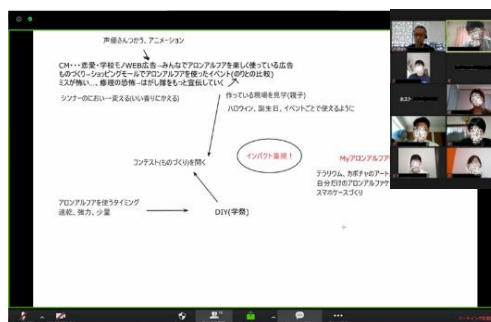 声優さんつかう、アニメーション
CM・・・恋愛・学校モノWEB広告→みんなでアロンアルフアを楽しく使っている広告
ものづくり→ショッピングモールでアロンアルフアを使ったイベント(のりとの比較)
ミスが怖い…、修理の恐怖→はがし隊をもっと宣伝していく
シンナーのにおい→変える(いい香りにかえる)
作っている現場を見学(親子)
ハロウィン、誕生日、イベントごとで使えるように
コンテスト(ものづくり)を開く
インパクト重視！
Myアロンアルファ
テラリウム、カボチャのアート
自分だけのアロンアルファケ
スマホケースづくり
アロンアルフアを使うタイミング
速乾、強力、少量
DIY(学祭)